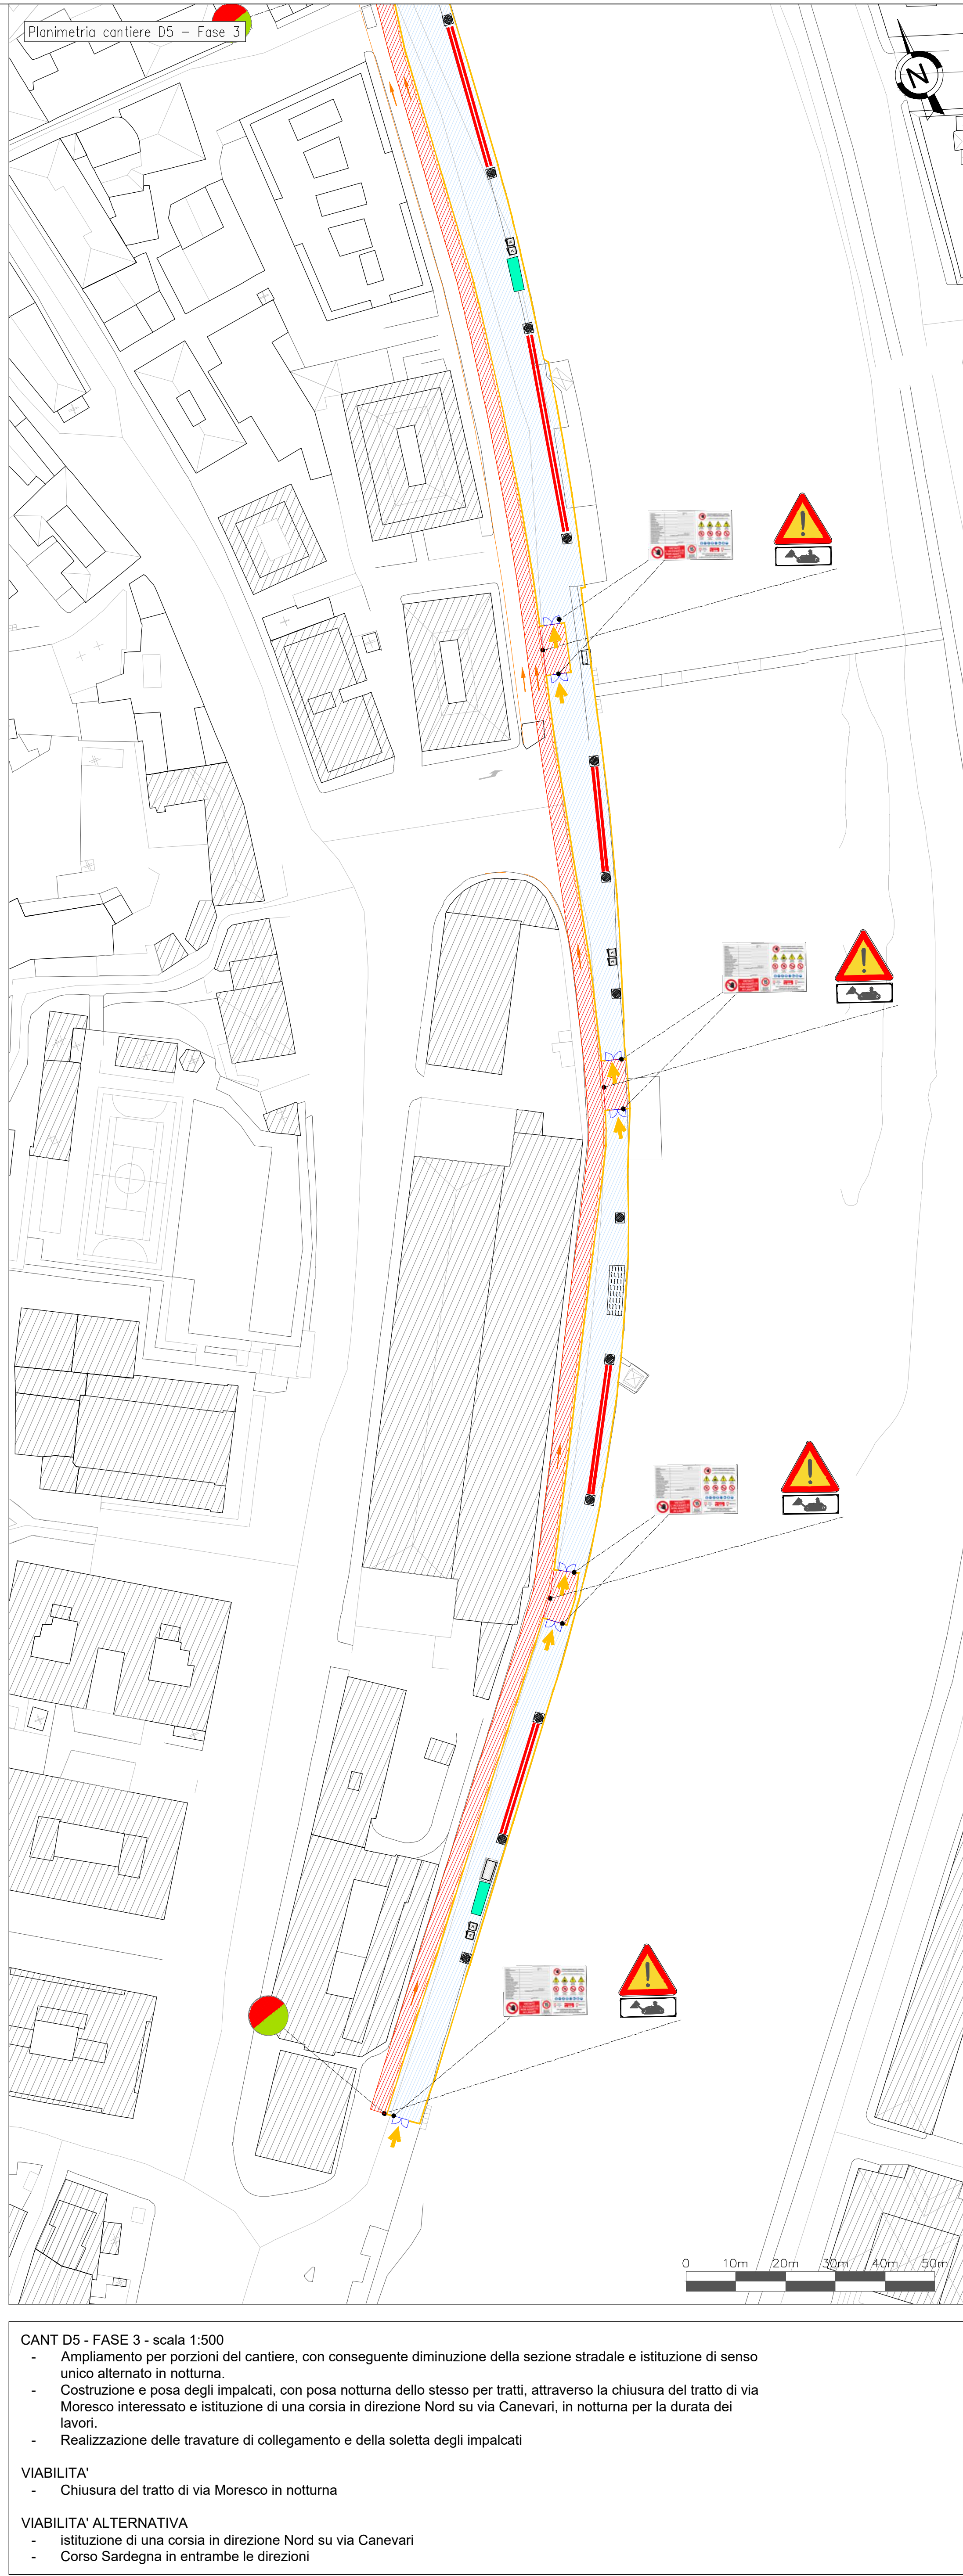 Planimetria cantiere D5 - Fase 3
N
0 10m 20m 30m 40m 50m
CANT D5 - FASE 3 - scala 1:500
- Ampliamento per porzioni del cantiere, con conseguente diminuzione della sezione stradale e istituzione di senso
unico alternato in notturna.
- Costruzione e posa degli impalcati, con posa notturna dello stesso per tratti, attraverso la chiusura del tratto di via
Moresco interessato e istituzione di una corsia in direzione Nord su via Canevari, in notturna per la durata dei
lavori.
- Realizzazione delle travature di collegamento e della soletta degli impalcati
VIABILITA'
- Chiusura del tratto di via Moresco in notturna
VIABILITA' ALTERNATIVA
- istituzione di una corsia in direzione Nord su via Canevari
- Corso Sardegna in entrambe le direzioni